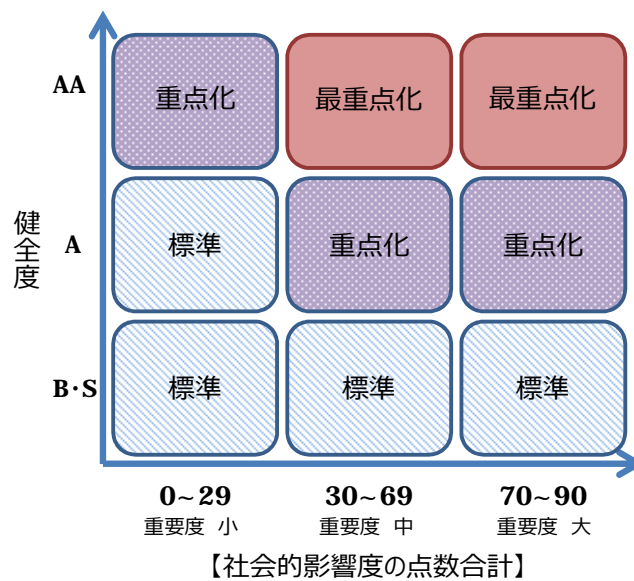 AA
重点化
最重点化
最重点化
健全度
A
標準
重点化
重点化
B･S
標準
標準
標準
0~29
30~69
70~90
重要度 小
重要度 中
重要度 大
【社会的影響度の点数合計】